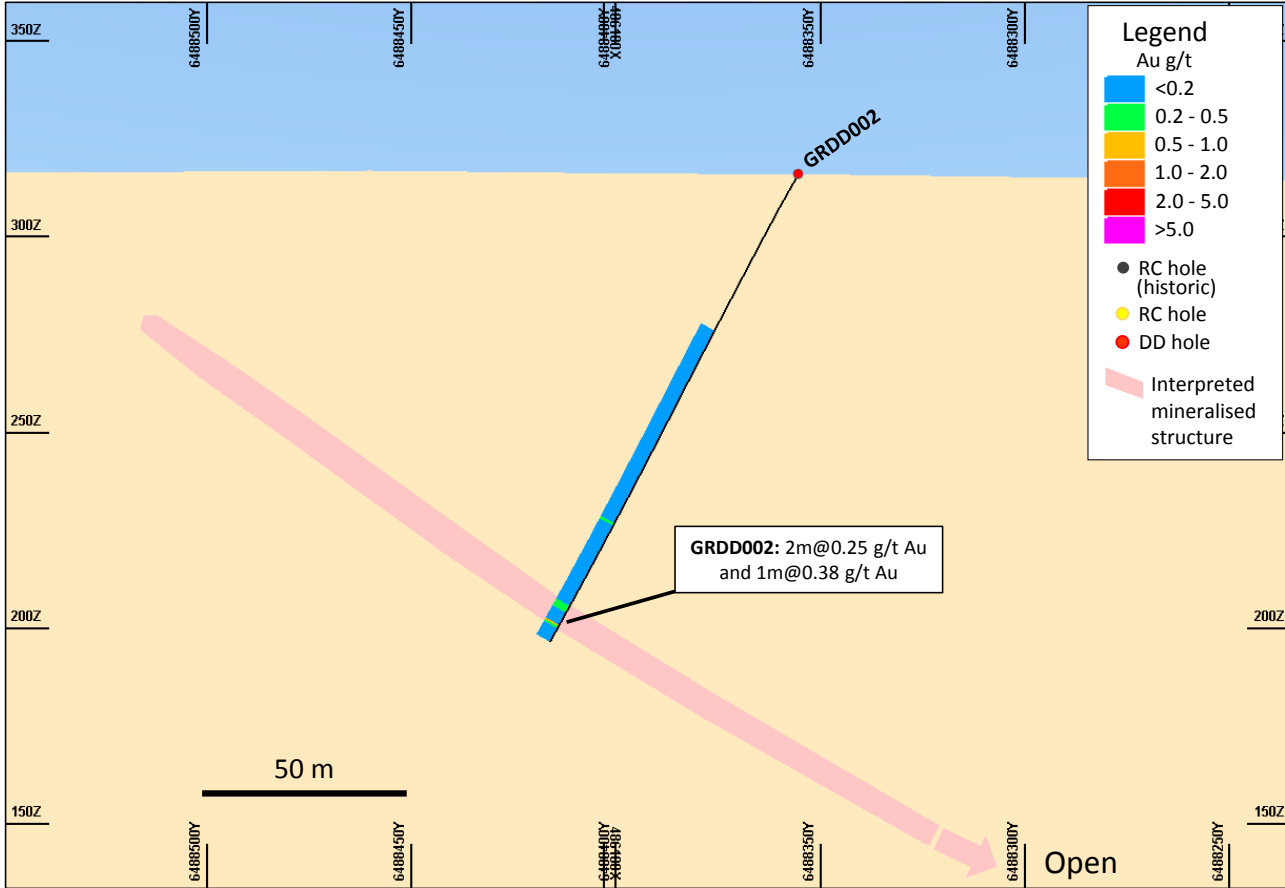 350Z
6488500Y
6488450Y
6488350Y
6488300Y
Legend
Au g/t
<0.2
0.2 - 0.5
0.5 - 1.0
1.0 - 2.0
2.0 - 5.0
>5.0
RC hole
(historic)
RC hole
DD hole
Interpreted
mineralised
structure
GRDD002
300Z
250Z
GRDD002: 2m@0.25 g/t Au
and 1m@0.38 g/t Au
200Z
200Z
50 m
150Z
150Z
6488500Y
6488450Y
6488350Y
6488300Y
6488250Y
Open